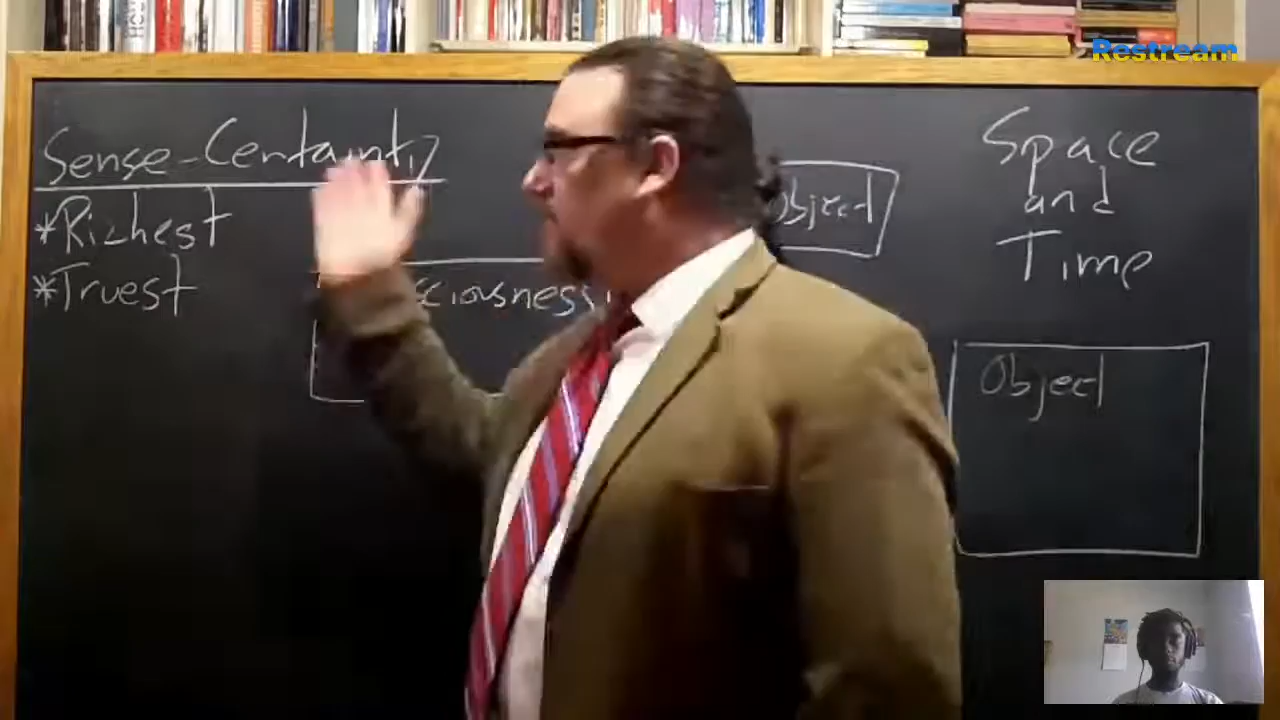 Restream
Sense-Certainty
*Richest
*Truest
Object
Space
and
Time
Object